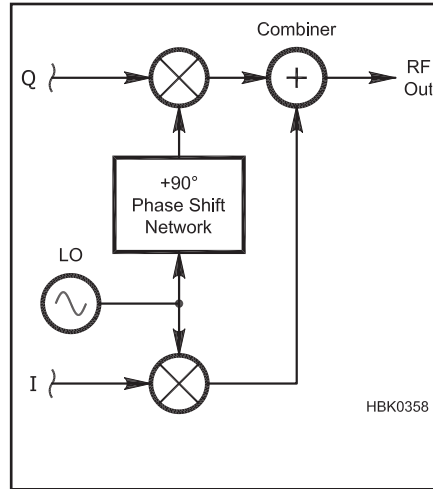 Combiner
Q
+
RF
Out
+90°
Phase Shift
Network
LO
I
HBK0358